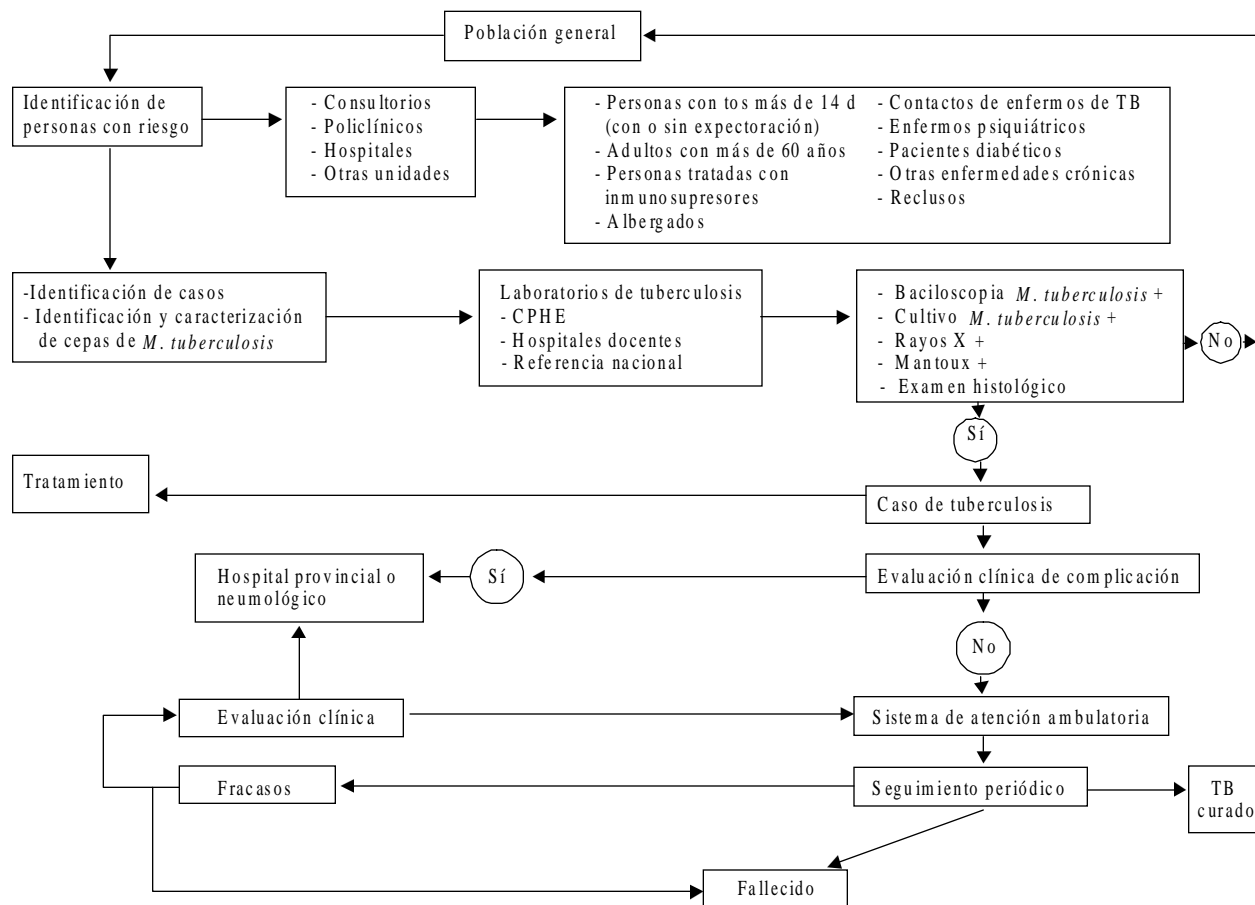 Población general
Identificación de
personas con riesgo
- Consultorios
- Policlínicos
- Hospitales
- Otras unidades
- Personas con tos más de 14 d
(con o sin expectoración)
- Adultos con más de 60 años
- Personas tratadas con
inmunosupresores
- Albergados
- Contactos de enfermos de TB
- Enfermos psiquiátricos
- Pacientes diabéticos
- Otras enfermedades crónicas
- Reclusos
-Identificación de casos
- Identificación y caracterización
de cepas de M. tuberculosis
Laboratorios de tuberculosis
- CPHE
- Hospitales docentes
- Referencia nacional
- Baciloscopia M. tuberculosis +
- Cultivo M. tuberculosis +
- Rayos X +
- Mantoux +
- Examen histológico
No
Sí
Tratamiento
Caso de tuberculosis
Hospital provincial o
neumológico
Sí
Evaluación clínica de complicación
No
Evaluación clínica
Sistema de atención ambulatoria
Fracasos
Seguimiento periódico
TB
curado
Fallecido